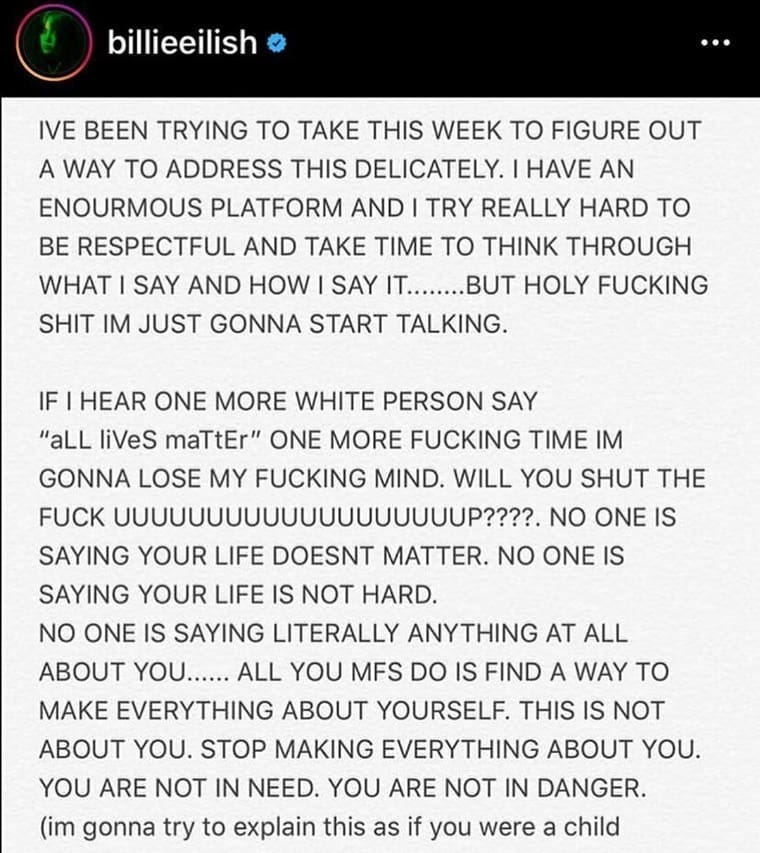 billieeilish
IVE BEEN TRYING TO TAKE THIS WEEK TO FIGURE OUT
A WAY TO ADDRESS THIS DELICATELY. I HAVE AN
ENOURMOUS PLATFORM AND I TRY REALLY HARD TO
BE RESPECTFUL AND TAKE TIME TO THINK THROUGH
WHAT I SAY AND HOW I SAY IT........BUT HOLY FUCKING
SHIT IM JUST GONNA START TALKING.
IF I HEAR ONE MORE WHITE PERSON SAY
"aLL liVeS maTtEr" ONE MORE FUCKING TIME IM
GONNA LOSE MY FUCKING MIND. WILL YOU SHUT THE
FUCK UUUUUUUUUUUUUUUUUUUP????. NO ONE IS
SAYING YOUR LIFE DOESNT MATTER. NO ONE IS
SAYING YOUR LIFE IS NOT HARD.
NO ONE IS SAYING LITERALLY ANYTHING AT ALL
ABOUT YOU...... ALL YOU MFS DO IS FIND A WAY TO
MAKE EVERYTHING ABOUT YOURSELF. THIS IS NOT
ABOUT YOU. STOP MAKING EVERYTHING ABOUT YOU.
YOU ARE NOT IN NEED. YOU ARE NOT IN DANGER.
(im gonna try to explain this as if you were a child